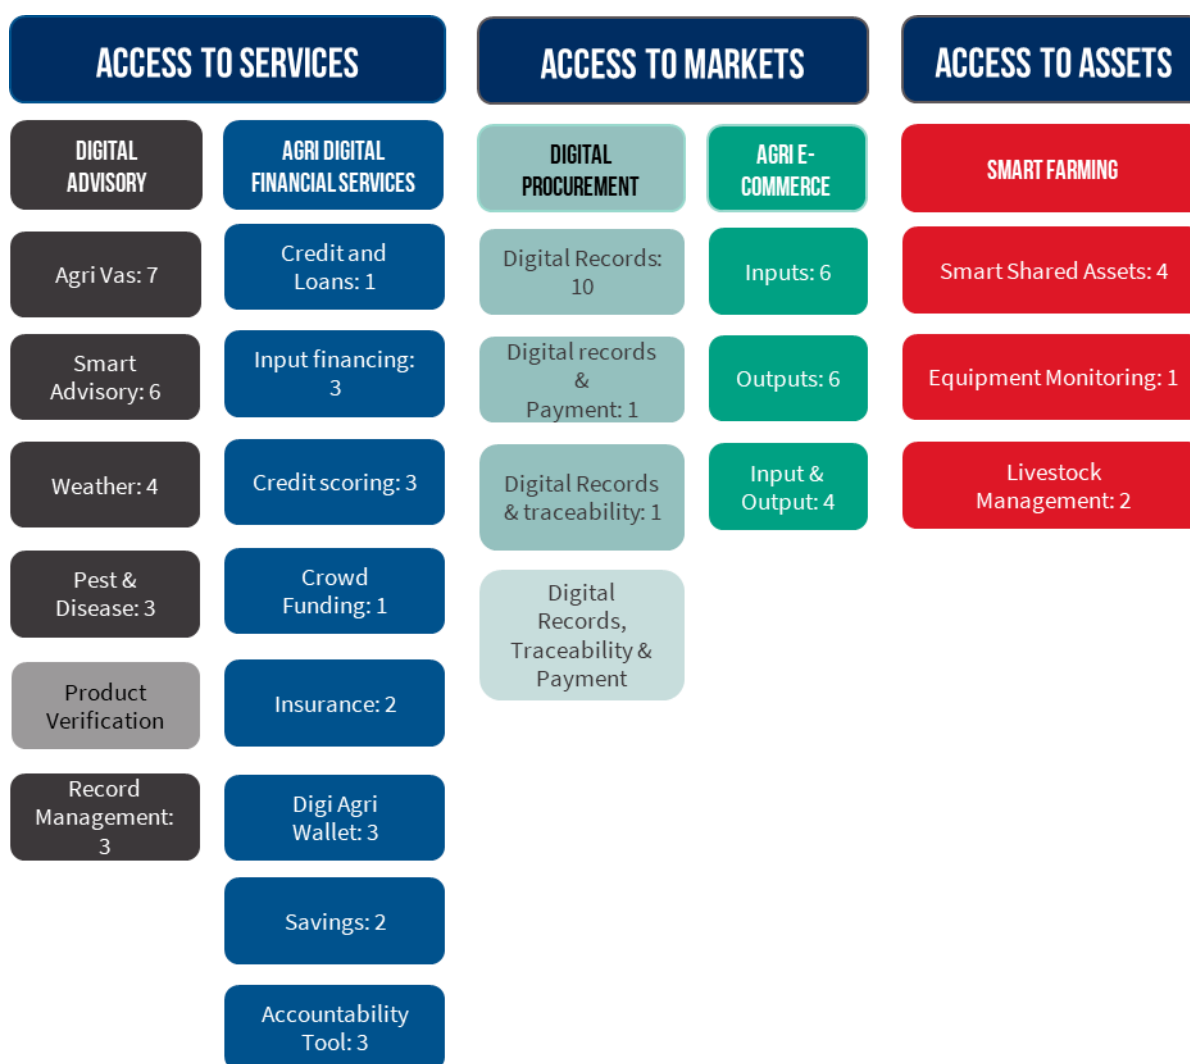 ACCESS TO SERVICES
ACCESS TO MARKETS
ACCESS TO ASSETS
DIGITAL
ADVISORY
AGRI DIGITAL
FINANCIAL SERVICES
DIGITAL
PROCUREMENT
AGRI E-
COMMERCE
SMART FARMING
Agri Vas: 7
Smart
Advisory: 6
Weather: 4
Pest &
Disease: 3
Product
Verification
Record
Management:
3
Credit and
Loans: 1
Input financing:
3
Credit scoring: 3
Crowd
Funding: 1
Insurance: 2
Digi Agri
Wallet: 3
Savings: 2
Accountability
Tool: 3
Digital Records:
10
Digital records
&
Payment: 1
Digital Records
& traceability: 1
Digital
Records,
Traceability &
Payment
Inputs: 6
Outputs: 6
Input &
Output: 4
Smart Shared Assets: 4
Equipment Monitoring: 1
Livestock
Management: 2